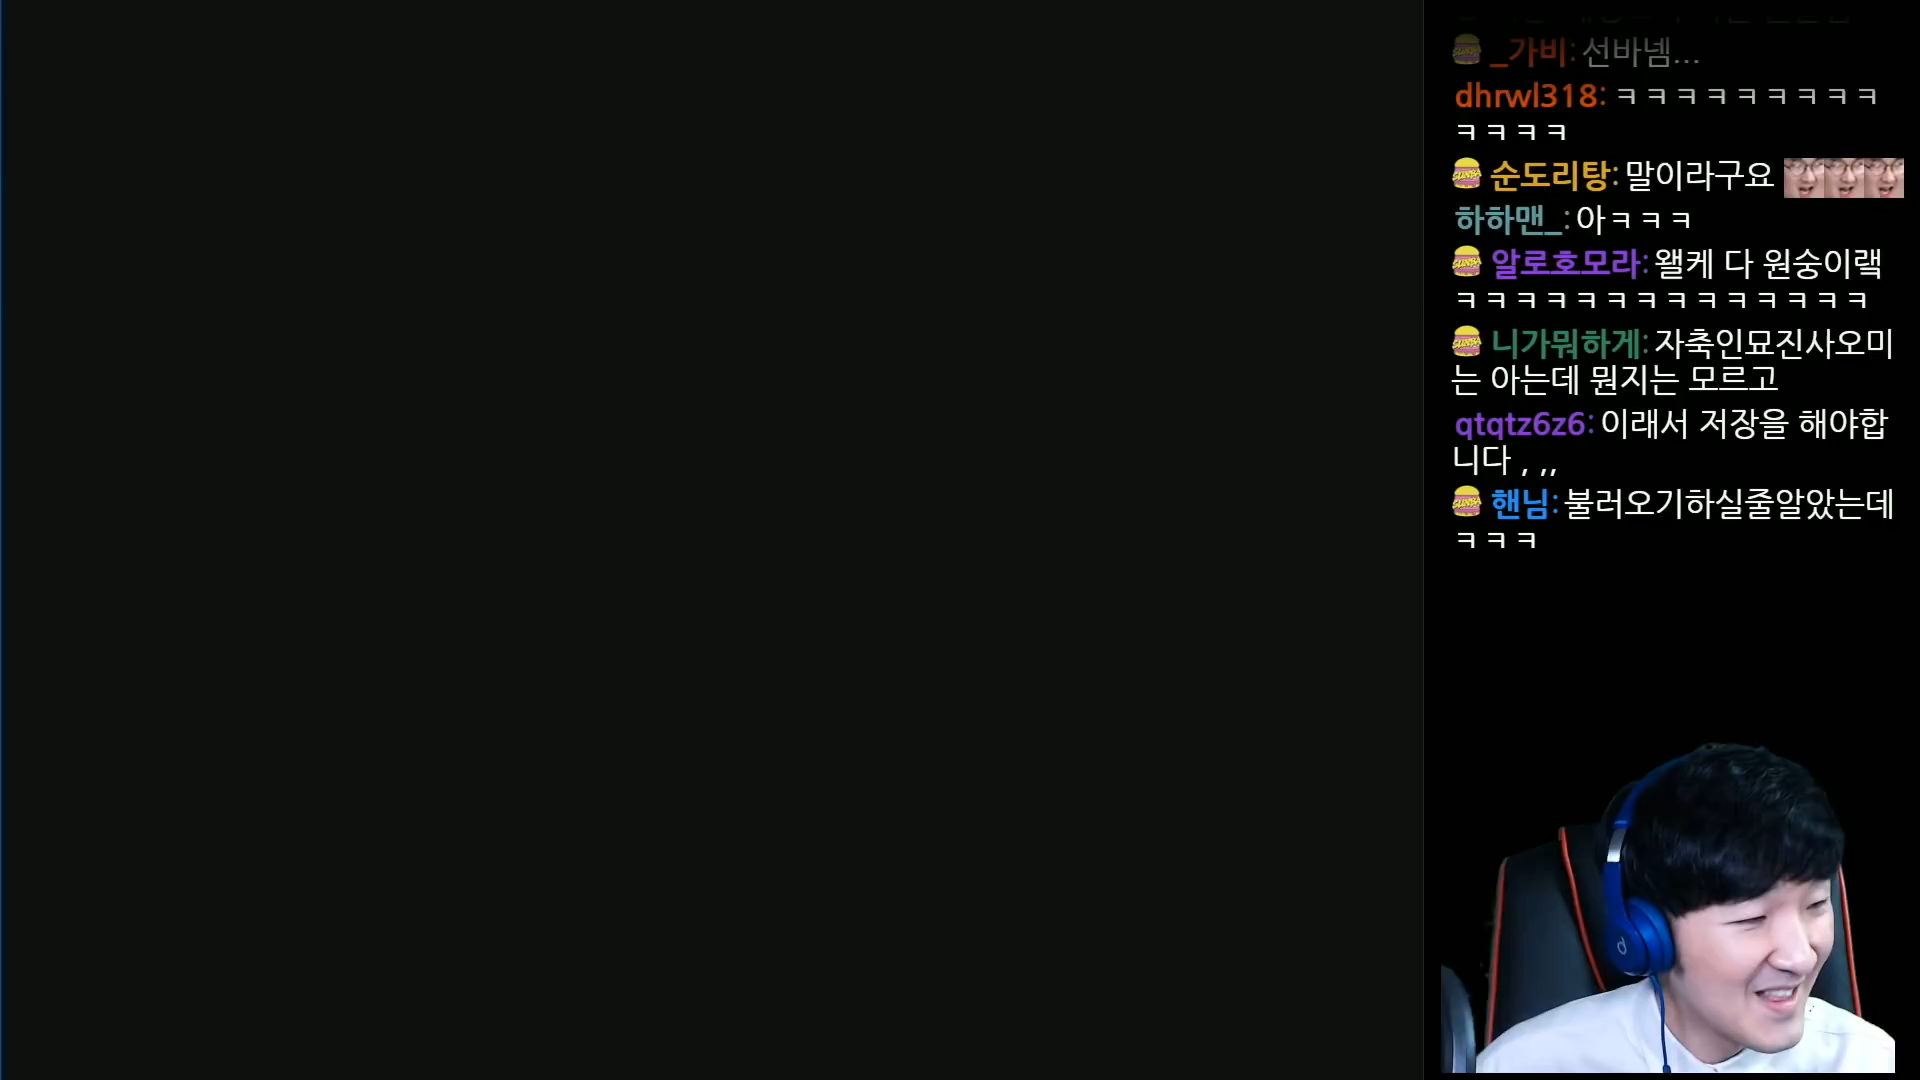 _가비: 선바넴...
dhrwl318: ㅋㅋㅋㅋㅋㅋㅋㅋㅋ
ㅋㅋㅋㅋ
순도리탕: 말이라구요
하하맨_: 아ㅋㅋㅋ
알로호모라: 왤케 다 원숭이랰
ㅋㅋㅋㅋㅋㅋㅋㅋㅋㅋㅋㅋㅋㅋ
니가뭐하게: 자축인묘진사오미
는 아는데 뭔지는 모르고
qtqtz6z6: 이래서 저장을 해야합
니다 , ,,
핸님: 불러오기하실줄알았는데
ㅋㅋㅋ